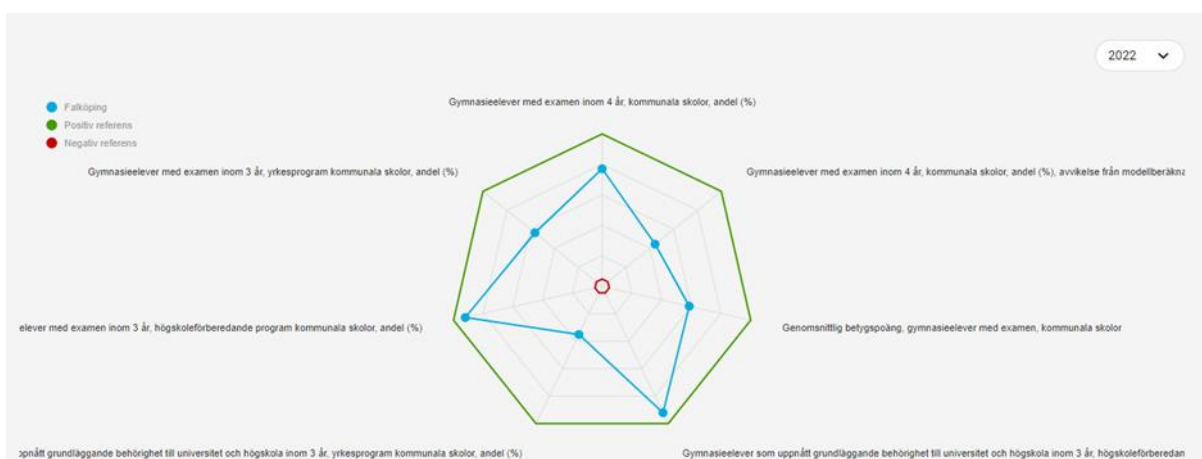 2022
Falköping
Positiv referens
Negativ referens
Gymnasieelever med examen inom 4 år, kommunala skolor, andel (%)
Gymnasieelever med examen inom 3 år, yrkesprogram kommunala skolor, andel (%)
Gymnasieelever med examen inom 4 år, kommunala skolor, andel (%), avvikelse från modellberäkna
elever med examen inom 3 år, högskoleförberedande program kommunala skolor, andel (%)
Genomsnittlig betygspoäng, gymnasieelever med examen, kommunala skolor
ppnått grundläggande behörighet till universitet och högskola inom 3 år, yrkesprogram kommunala skolor, andel (%)
Gymnasieelever som uppnått grundläggande behörighet till universitet och högskola inom 3 år, högskoleförberedan